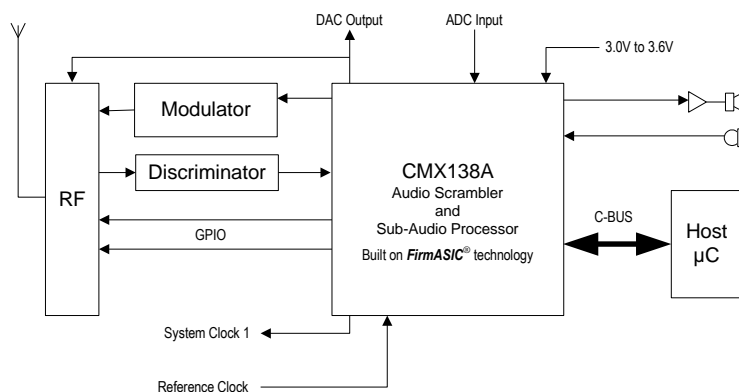 DAC Output
ADC Input
3.0V to 3.6V
Modulator
Discriminator
RF
CMX138A
Audio Scrambler
and
Sub-Audio Processor
Built on FirmASIC® technology
GPIO
C-BUS
Host
µC
System Clock 1
Reference Clock